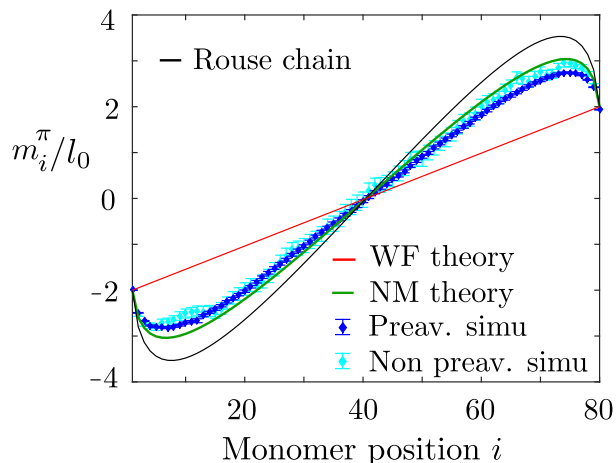 4
Rouse chain
2
m_i^π/l_0
0
WF theory
-2
NM theory
Preav. simu
Non preav. simu
-4
20 40 60 80
Monomer position i